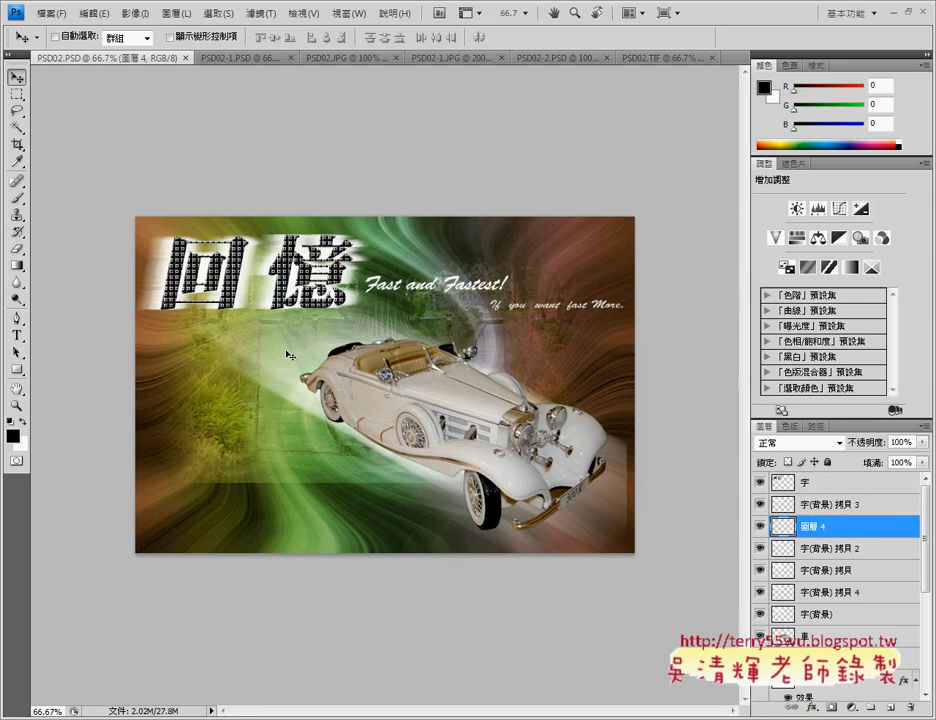 檔案(F) 編輯(E) 影像(I) 圖層(L) 選取(S) 濾鏡(T) 檢視(V) 視窗(W) 說明(H) Br 66.7 基本功能
自動選取: 群組 顯示變形控制項
PSD02.PSD @ 66.7% (圖層 4, RGB/8) PSD02-1.PSD @ 66.... PSD02.JPG @ 100%... PSD02-1.JPG @ 200... PSD02-2.PSD @ 100... PSD02.TIF @ 66.7%...
顏色 色票 樣式
R 0
G 0
B 0
調整 遮色片
增加調整
「色階」預設集
「曲線」預設集
「曝光度」預設集
「色相/飽和度」預設集
「黑白」預設集
「色版混合器」預設集
「選取顏色」預設集
回憶
Fast and Fastest!
If you want fast More.
圖層 色版 路徑
正常 不透明度: 100%
鎖定: 填滿: 100%
字
字(背景) 拷貝 3
圖層 4
字(背景) 拷貝 2
字(背景) 拷貝
字(背景) 拷貝 4
字(背景)
車
http://terry55wu.blogspot.tw
吳清輝老師錄製
fx
效果
66.67% 文件: 2.02M/27.8M